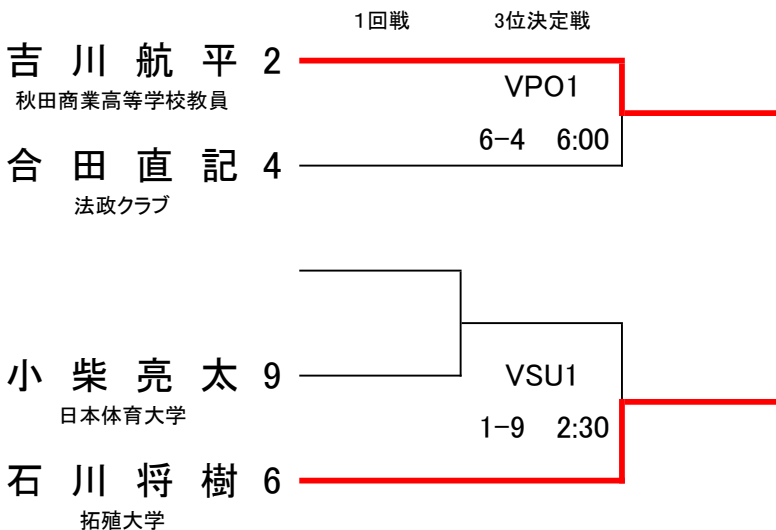 1回戦 3位決定戦
吉川航平 2
秋田商業高等学校教員
VPO1
6-4 6:00
合田直記 4
法政クラブ
小柴亮太 9
日本体育大学
VSU1
1-9 2:30
石川将樹 6
拓殖大学